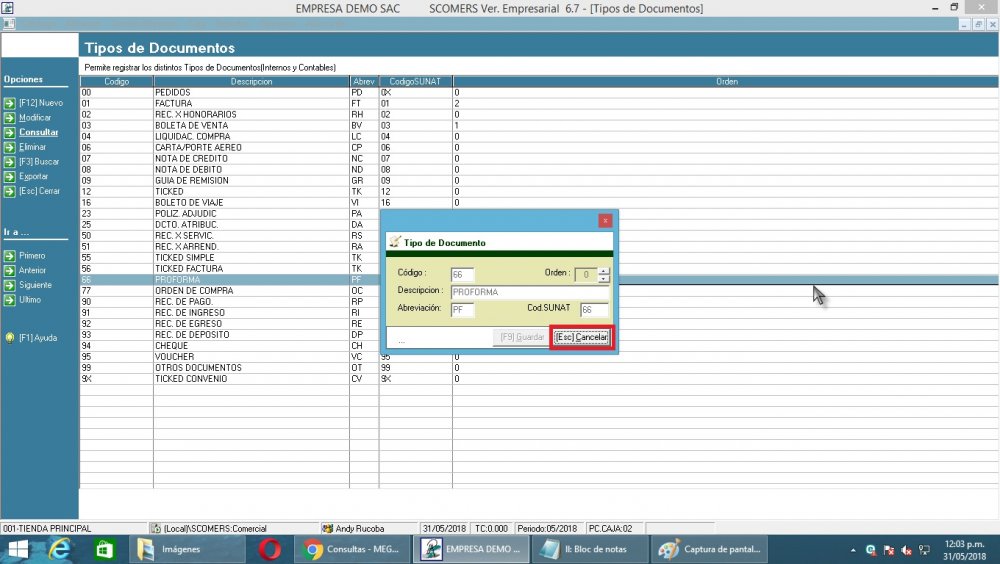 EMPRESA DEMO SAC SCOMERS Ver. Empresarial 6.7 - [Tipos de Documentos]
Tipos de Documentos
Permite registrar los distintos Tipos de Documentos(Internos y Contables)
Opciones
[F12] Nuevo
Modificar
Consultar
Eliminar
[F3] Buscar
Exportar
[Esc] Cerrar
Ir a ...
Primero
Anterior
Siguiente
Ultimo
[F1] Ayuda
Codigo Descripcion Abrev CodigoSUNAT Orden
00 PEDIDOS PD 0X 0
01 FACTURA FT 01 2
02 REC. X HONORARIOS RH 02 0
03 BOLETA DE VENTA BV 03 1
04 LIQUIDAC. COMPRA LC 04 0
06 CARTA/PORTE AEREO CP 06 0
07 NOTA DE CREDITO NC 07 0
08 NOTA DE DEBITO ND 08 0
09 GUIA DE REMISION GR 09 0
12 TICKED TK 12 0
16 BOLETO DE VIAJE VI 16 0
23 POLIZ. ADJUDIC PA
25 DCTO. ATRIBUC. DA
50 REC. X SERVIC. RS
51 REC. X ARREND. RA
55 TICKED SIMPLE TK
56 TICKED FACTURA TK
66 PROFORMA PF
77 ORDEN DE COMPRA OC
90 REC. DE PAGO. RP
91 REC. DE INGRESO RI
92 REC. DE EGRESO RE
93 REC. DE DEPOSITO DP
94 CHEQUE CH
95 VOUCHER VC 95 0
99 OTROS DOCUMENTOS OT 99 0
9X TICKED CONVENIO CV 9X 0
x
Tipo de Documento
Código : 66 Orden : 0
Descripcion : PROFORMA
Abreviación: PF Cod.SUNAT 66
... [F9] Guardar [Esc] Cancelar
001-TIENDA PRINCIPAL (Local)\SCOMERS:Comercial Andy Rucoba 31/05/2018 TC:0.000 Periodo:05/2018 PC.CAJA:02
Imágenes Consultas - MEG... EMPRESA DEMO ... II: Bloc de notas Captura de pantal...
12:03 p.m.
31/05/2018